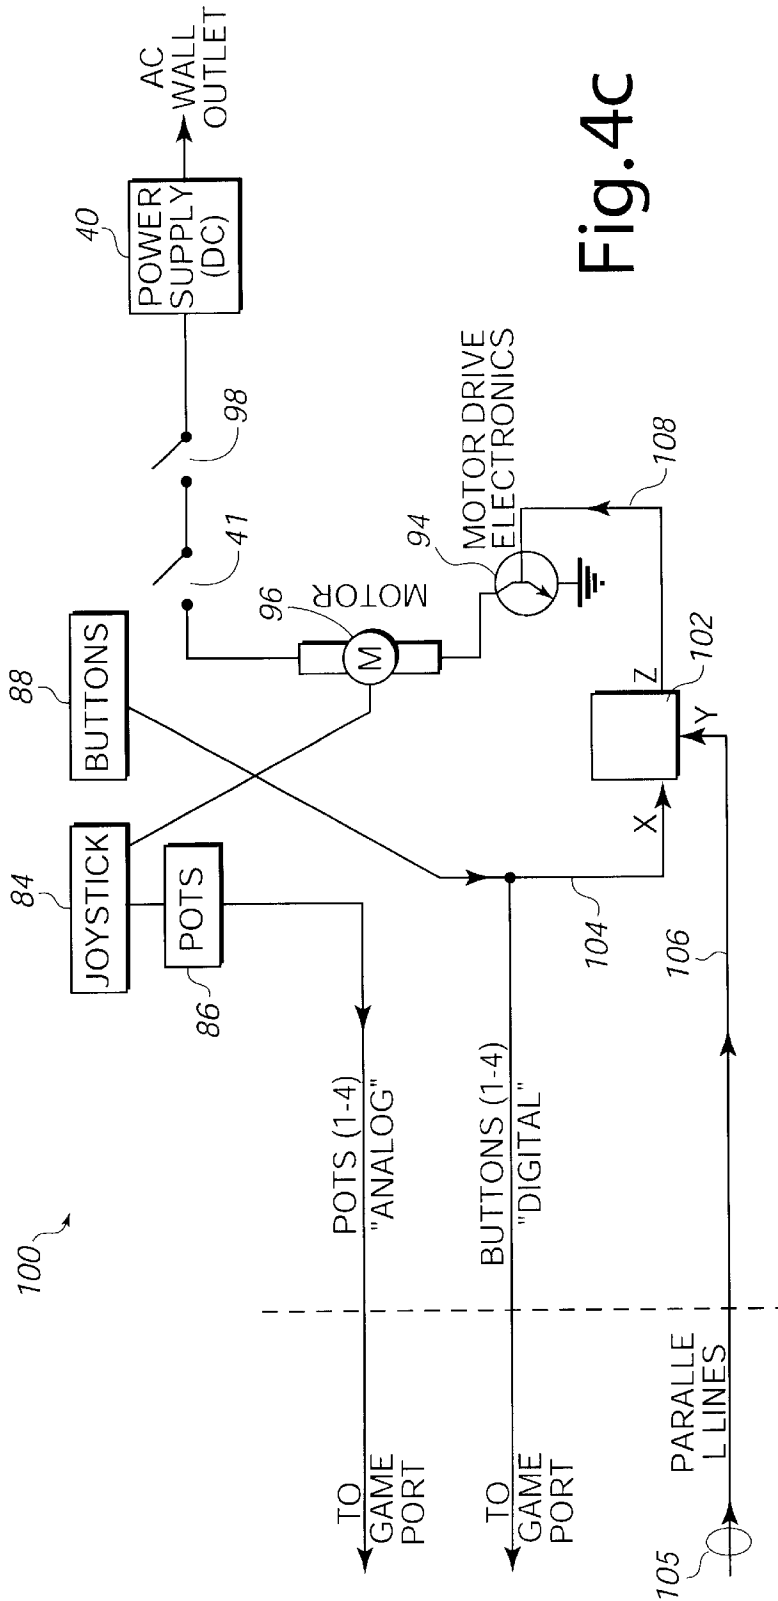 100
84
JOYSTICK
88
BUTTONS
86
POTS
40
POWER
SUPPLY
(DC)
AC
WALL
OUTLET
41
98
MOTOR
96
M
94
MOTOR DRIVE
ELECTRONICS
TO
GAME
PORT
POTS (1-4)
"ANALOG"
TO
GAME
PORT
BUTTONS (1-4)
"DIGITAL"
104
X
Y
Z
102
108
105
PARALLE
L LINES
106
Fig.4c